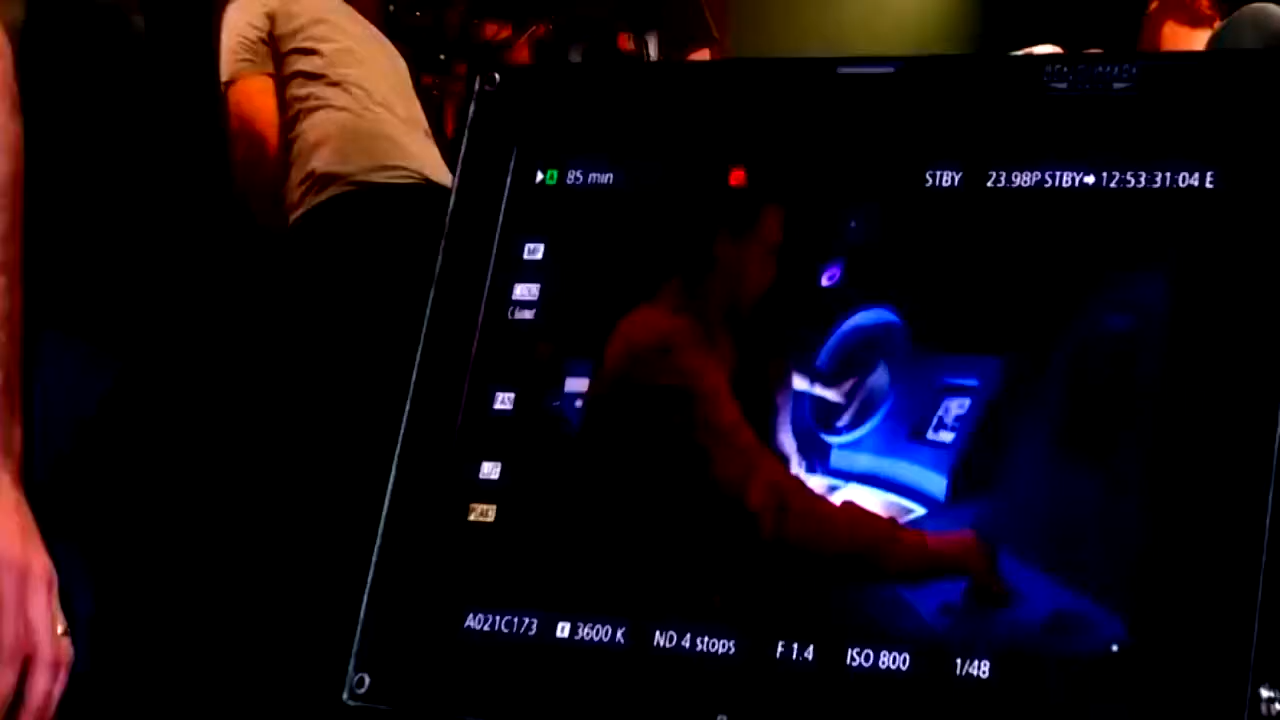 85 min
STBY 23.98P STBY➡ 12:53:31:04 E
A021C173 K 3600 K ND 4 stops F 1.4 ISO 800 1/48